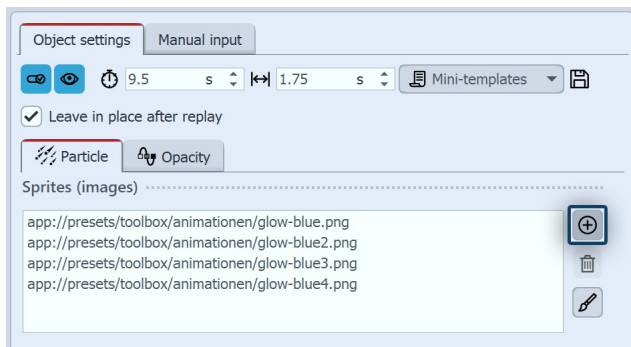 Object settings Manual input
9.5 s 1.75 s Mini-templates
Leave in place after replay
Particle Opacity
Sprites (images)
app://presets/toolbox/animationen/glow-blue.png
app://presets/toolbox/animationen/glow-blue2.png
app://presets/toolbox/animationen/glow-blue3.png
app://presets/toolbox/animationen/glow-blue4.png